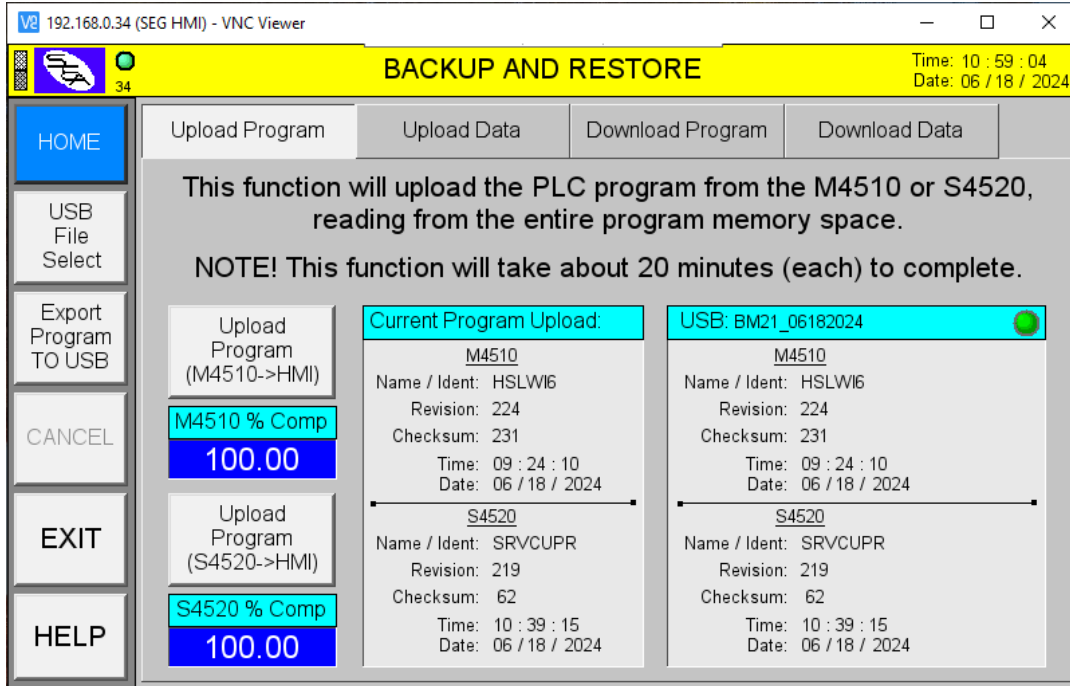 192.168.0.34 (SEG HMI) - VNC Viewer
34
BACKUP AND RESTORE
Time: 10 : 59 : 04
Date: 06 / 18 / 2024
HOME
USB
File
Select
Export
Program
TO USB
CANCEL
EXIT
HELP
Upload Program
Upload Data
Download Program
Download Data
This function will upload the PLC program from the M4510 or S4520,
reading from the entire program memory space.
NOTE! This function will take about 20 minutes (each) to complete.
Upload
Program
(M4510->HMI)
M4510 % Comp
100.00
Upload
Program
(S4520->HMI)
S4520 % Comp
100.00
Current Program Upload:
M4510
Name / Ident: HSLWI6
Revision: 224
Checksum: 231
Time: 09 : 24 : 10
Date: 06 / 18 / 2024
S4520
Name / Ident: SRVCUPR
Revision: 219
Checksum: 62
Time: 10 : 39 : 15
Date: 06 / 18 / 2024
USB: BM21_06182024
M4510
Name / Ident: HSLWI6
Revision: 224
Checksum: 231
Time: 09 : 24 : 10
Date: 06 / 18 / 2024
S4520
Name / Ident: SRVCUPR
Revision: 219
Checksum: 62
Time: 10 : 39 : 15
Date: 06 / 18 / 2024